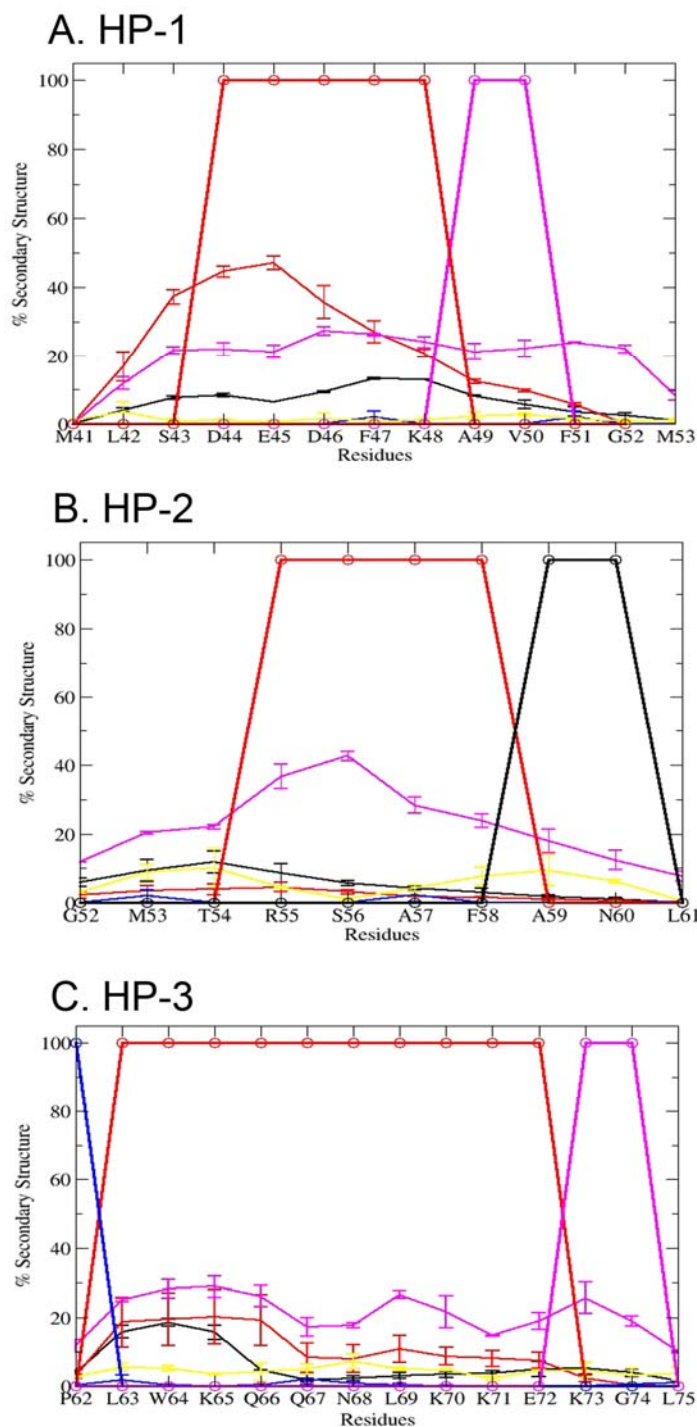 A. HP-1
100
80
60
40
20
0
% Secondary Structure
M41 L42 S43 D44 E45 D46 F47 K48 A49 V50 F51 G52 M53
Residues
B. HP-2
100
80
60
40
20
0
% Secondary Structure
G52 M53 T54 R55 S56 A57 F58 A59 N60 L61
Residues
C. HP-3
100
80
60
40
20
0
% Secondary Structure
P62 L63 W64 K65 Q66 Q67 N68 L69 K70 K71 E72 K73 G74 L75
Residues